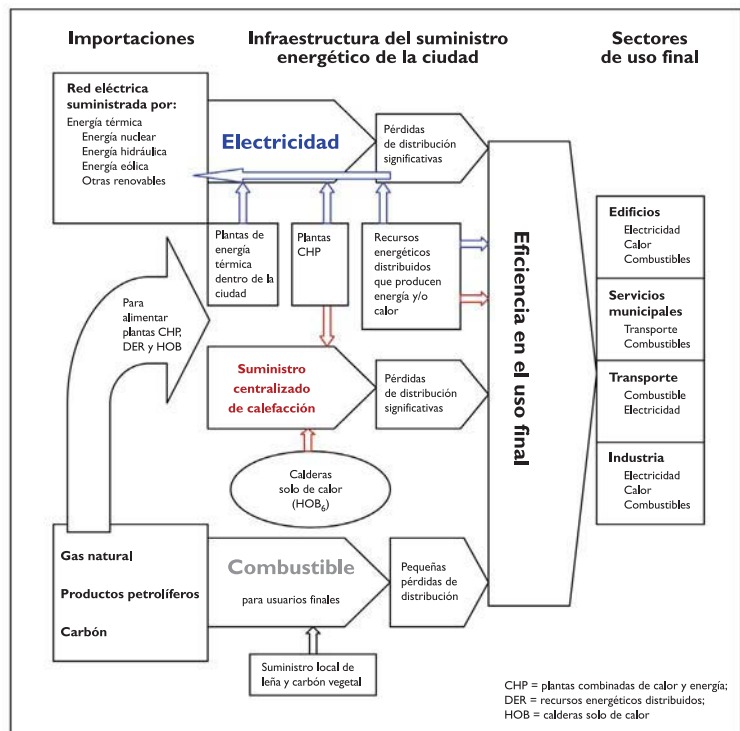 Importaciones
Infraestructura del suministro
energético de la ciudad
Sectores
de uso final
Red eléctrica
suministrada por:
Energía térmica
Energía nuclear
Energía hidráulica
Energía eólica
Otras renovables
Electricidad
Pérdidas
de distribución
significativas
Plantas de
energía
térmica
dentro de la
ciudad
Plantas
CHP
Recursos
energéticos
distribuidos
que producen
energía y/o
calor
Para
alimentar
plantas CHP,
DER y HOB
Suministro
centralizado
de calefacción
Pérdidas
de distribución
significativas
Calderas
solo de calor
(HOB₆)
Gas natural
Productos petrolíferos
Carbón
Combustible
para usuarios finales
Pequeñas
pérdidas de
distribución
Suministro local de
leña y carbón vegetal
Eficiencia en el uso final
Edificios
Electricidad
Calor
Combustibles
Servicios
municipales
Transporte
Combustibles
Transporte
Combustible
Electricidad
Industria
Electricidad
Calor
Combustibles
CHP = plantas combinadas de calor y energía;
DER = recursos energéticos distribuidos;
HOB = calderas solo de calor